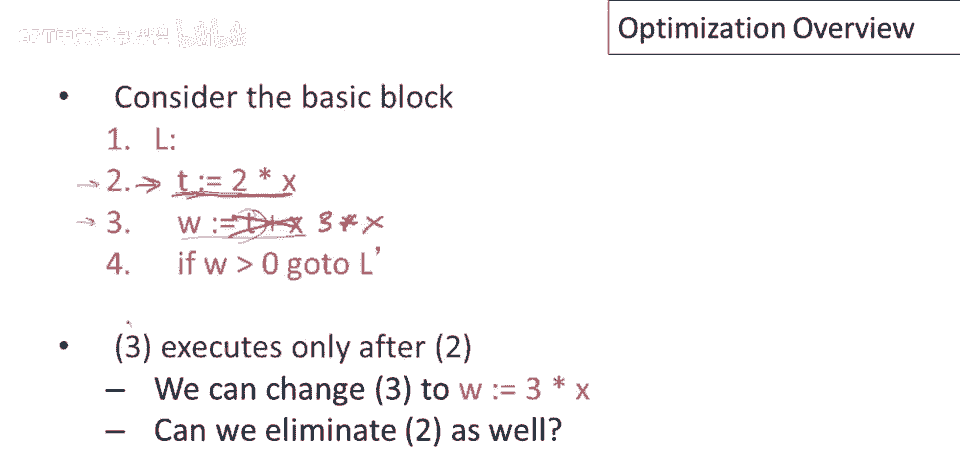 Optimization Overview
• Consider the basic block
1. L:
2. t := 2 * x
3. w := t + x 3 * x
4. if w > 0 goto L'
• (3) executes only after (2)
– We can change (3) to w := 3 * x
– Can we eliminate (2) as well?